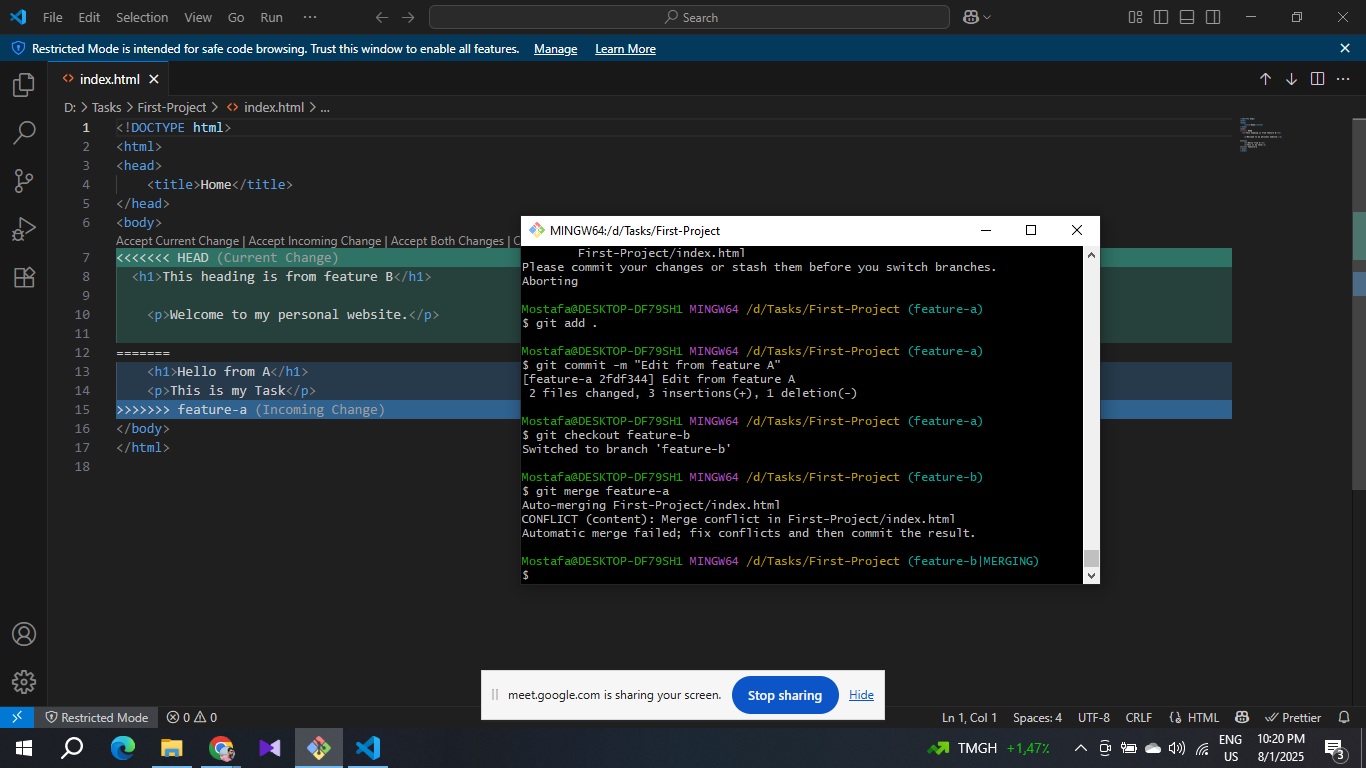 File Edit Selection View Go Run ···
Search
Restricted Mode is intended for safe code browsing. Trust this window to enable all features. Manage Learn More
index.html
D: > Tasks > First-Project > <> index.html > ...
1 <!DOCTYPE html>
2 <html>
3 <head>
4 <title>Home</title>
5 </head>
6 <body>
Accept Current Change | Accept Incoming Change | Accept Both Changes | C
7 <<<<<<< HEAD (Current Change)
8 <h1>This heading is from feature B</h1>
9
10 <p>Welcome to my personal website.</p>
11
12 =======
13 <h1>Hello from A</h1>
14 <p>This is my Task</p>
15 >>>>>>> feature-a (Incoming Change)
16 </body>
17 </html>
18
MINGW64:/d/Tasks/First-Project
First-Project/index.html
Please commit your changes or stash them before you switch branches.
Aborting
Mostafa@DESKTOP-DF79SH1 MINGW64 /d/Tasks/First-Project (feature-a)
$ git add .
Mostafa@DESKTOP-DF79SH1 MINGW64 /d/Tasks/First-Project (feature-a)
$ git commit -m "Edit from feature A"
[feature-a 2fdf344] Edit from feature A
2 files changed, 3 insertions(+), 1 deletion(-)
Mostafa@DESKTOP-DF79SH1 MINGW64 /d/Tasks/First-Project (feature-a)
$ git checkout feature-b
Switched to branch 'feature-b'
Mostafa@DESKTOP-DF79SH1 MINGW64 /d/Tasks/First-Project (feature-b)
$ git merge feature-a
Auto-merging First-Project/index.html
CONFLICT (content): Merge conflict in First-Project/index.html
Automatic merge failed; fix conflicts and then commit the result.
Mostafa@DESKTOP-DF79SH1 MINGW64 /d/Tasks/First-Project (feature-b|MERGING)
$
meet.google.com is sharing your screen. Stop sharing Hide
Restricted Mode 0 0 Ln 1, Col 1 Spaces: 4 UTF-8 CRLF {} HTML Prettier
TMGH +1,47% ENG US 10:20 PM 8/1/2025 3